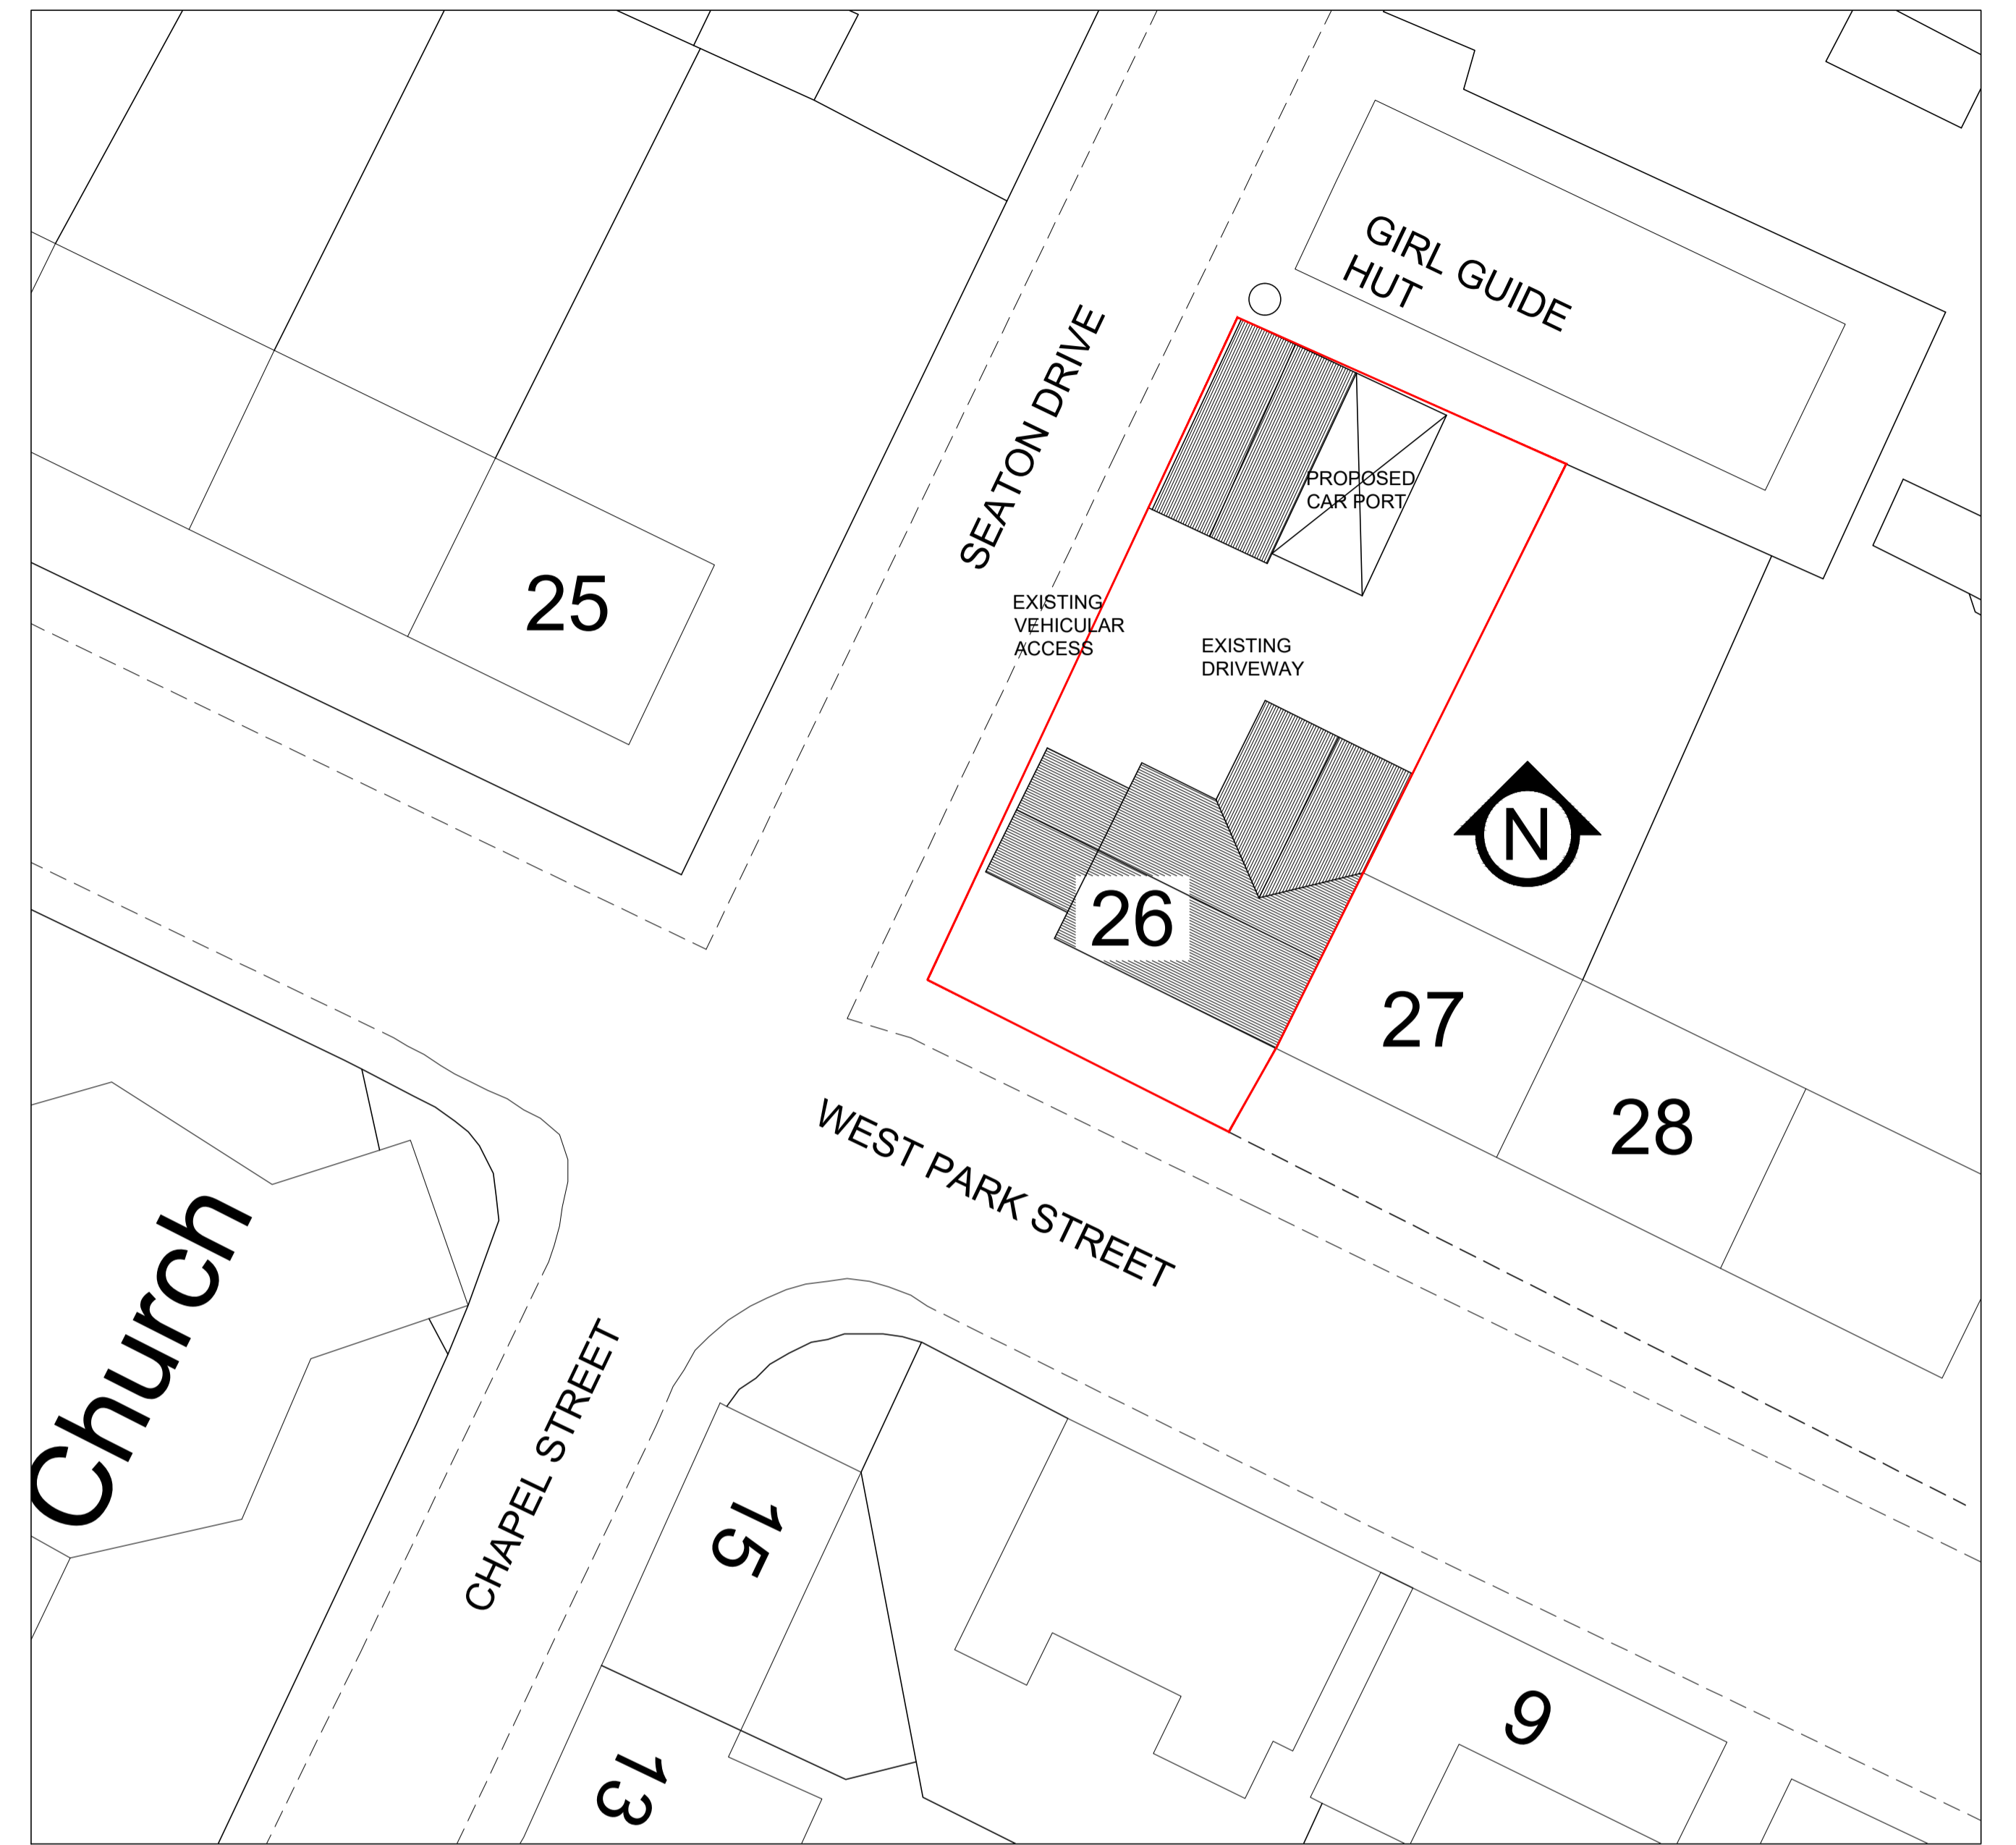 GIRL GUIDE
HUT
SEATON DRIVE
PROPOSED
CAR PORT
25
EXISTING
VEHICULAR
ACCESS
EXISTING
DRIVEWAY
N
26
27
28
WEST PARK STREET
Church
CHAPEL STREET
15
13
9